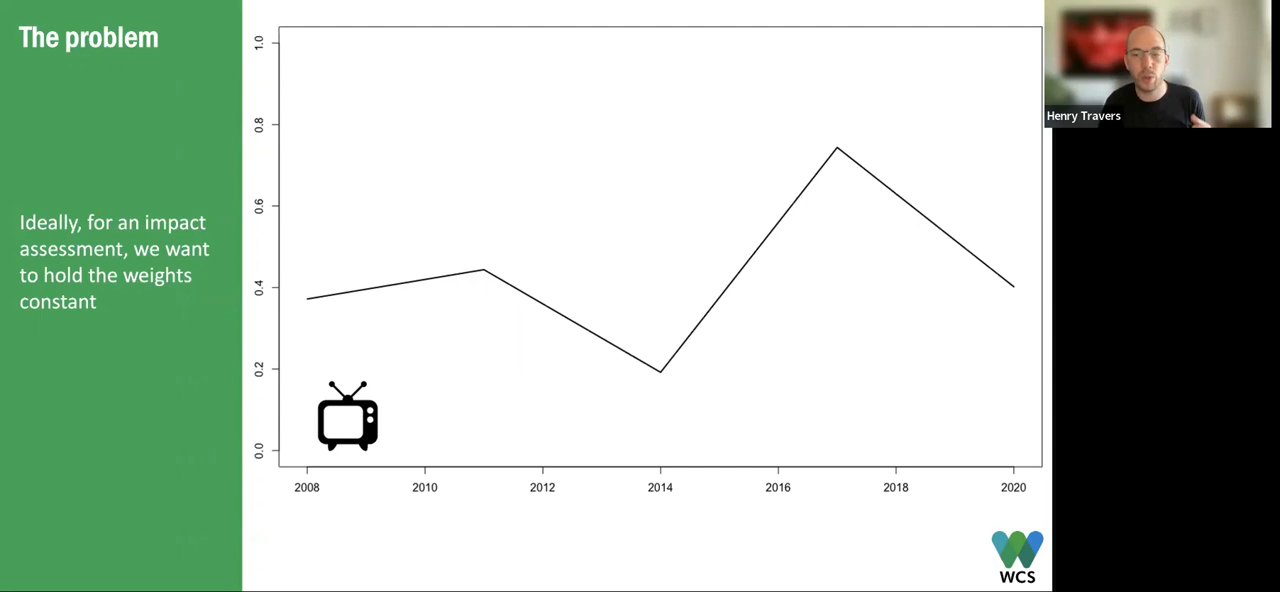 The problem
Ideally, for an impact
assessment, we want
to hold the weights
constant
1.0
0.8
0.6
0.4
0.2
0.0
2008 2010 2012 2014 2016 2018 2020
Henry Travers
WCS